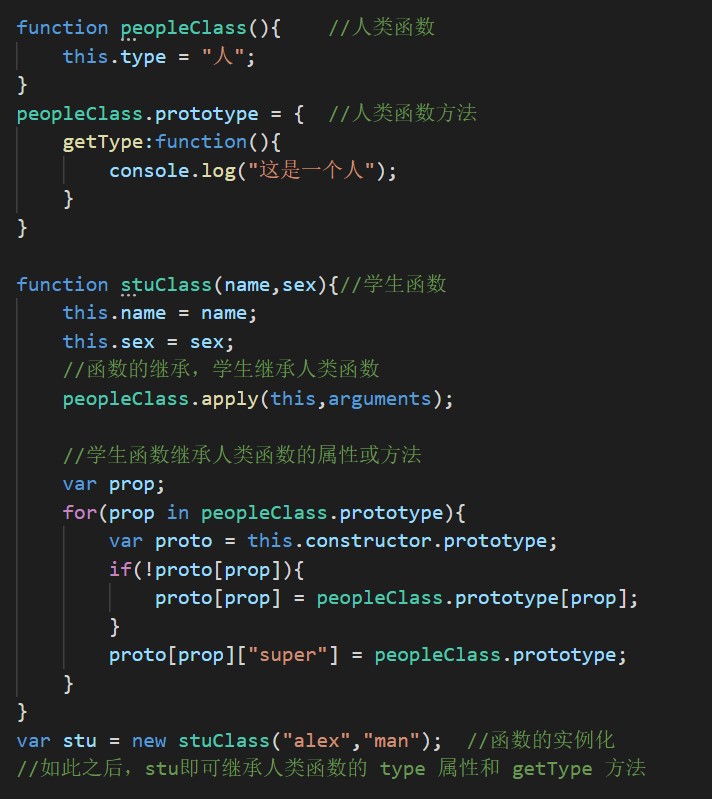 function peopleClass(){    //人类函数
    this.type = "人";
}
peopleClass.prototype = {  //人类函数方法
    getType:function(){
        console.log("这是一个人");
    }
}

function stuClass(name,sex){//学生函数
    this.name = name;
    this.sex = sex;
    //函数的继承，学生继承人类函数
    peopleClass.apply(this,arguments);

    //学生函数继承人类函数的属性或方法
    var prop;
    for(prop in peopleClass.prototype){
        var proto = this.constructor.prototype;
        if(!proto[prop]){
            proto[prop] = peopleClass.prototype[prop];
        }
        proto[prop]["super"] = peopleClass.prototype;
    }
}
var stu = new stuClass("alex","man");  //函数的实例化
//如此之后，stu即可继承人类函数的 type 属性和 getType 方法